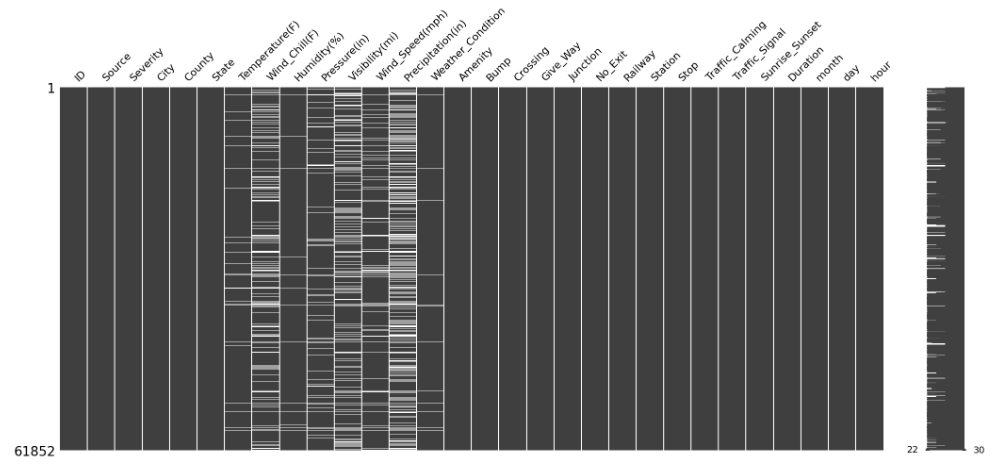 ID
Source
Severity
City
County
State
Temperature(F)
Wind_Chill(F)
Humidity(%)
Pressure(in)
Visibility(mi)
Wind_Speed(mph)
Precipitation(in)
Weather_Condition
Amenity
Bump
Crossing
Give_Way
Junction
No_Exit
Railway
Station
Stop
Traffic_Calming
Traffic_Signal
Sunrise_Sunset
Duration
month
day
hour
1
61852
22
30